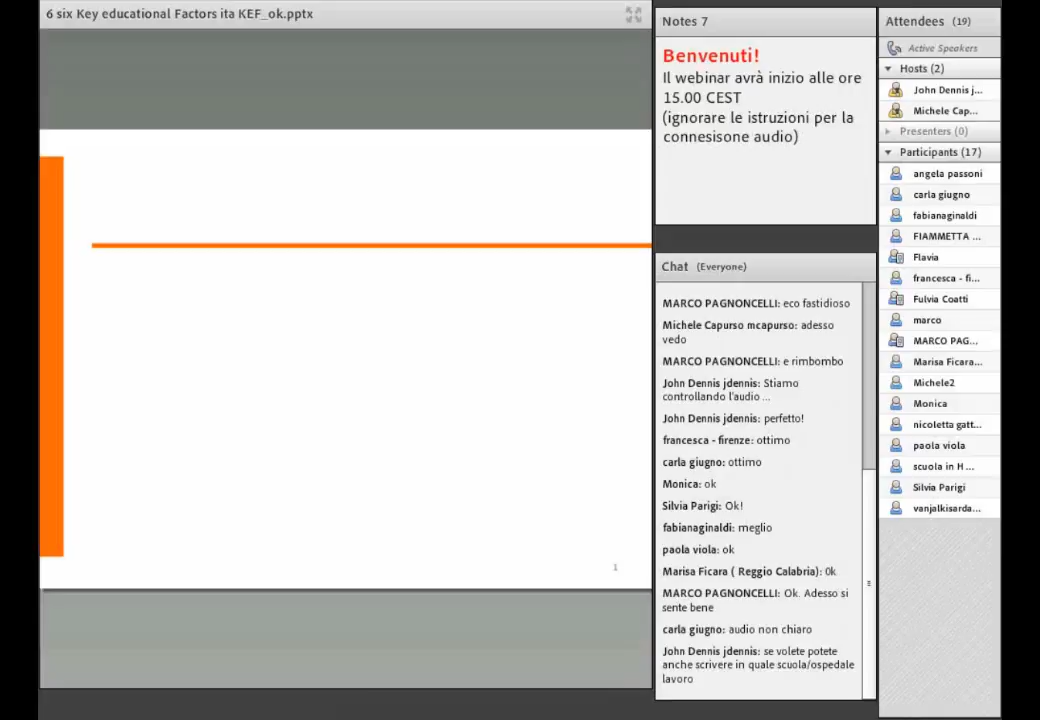 6 six Key educational Factors ita KEF_ok.pptx
1
Notes 7
Benvenuti!
Il webinar avrà inizio alle ore
15.00 CEST
(ignorare le istruzioni per la
connesisone audio)
Chat (Everyone)
MARCO PAGNONCELLI: eco fastidioso
Michele Capurso mcapurso: adesso
vedo
MARCO PAGNONCELLI: e rimbombo
John Dennis jdennis: Stiamo
controllando l'audio ...
John Dennis jdennis: perfetto!
francesca - firenze: ottimo
carla giugno: ottimo
Monica: ok
Silvia Parigi: Ok!
fabianaginaldi: meglio
paola viola: ok
Marisa Ficara ( Reggio Calabria): 0k
MARCO PAGNONCELLI: Ok. Adesso si
sente bene
carla giugno: audio non chiaro
John Dennis jdennis: se volete potete
anche scrivere in quale scuola/ospedale
lavoro
Attendees (19)
Active Speakers
Hosts (2)
John Dennis j...
Michele Cap...
Presenters (0)
Participants (17)
angela passoni
carla giugno
fabianaginaldi
FIAMMETTA ...
Flavia
francesca - fi...
Fulvia Coatti
marco
MARCO PAG...
Marisa Ficara...
Michele2
Monica
nicoletta gatt...
paola viola
scuola in H ...
Silvia Parigi
vanjalkisarda...